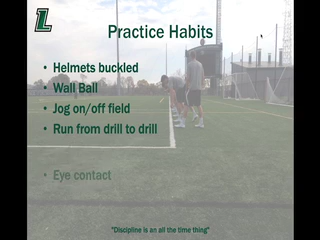 L
Practice Habits
• Helmets buckled
• Wall Ball
• Jog on/off field
• Run from drill to drill
• Eye contact
"Discipline is an all the time thing"